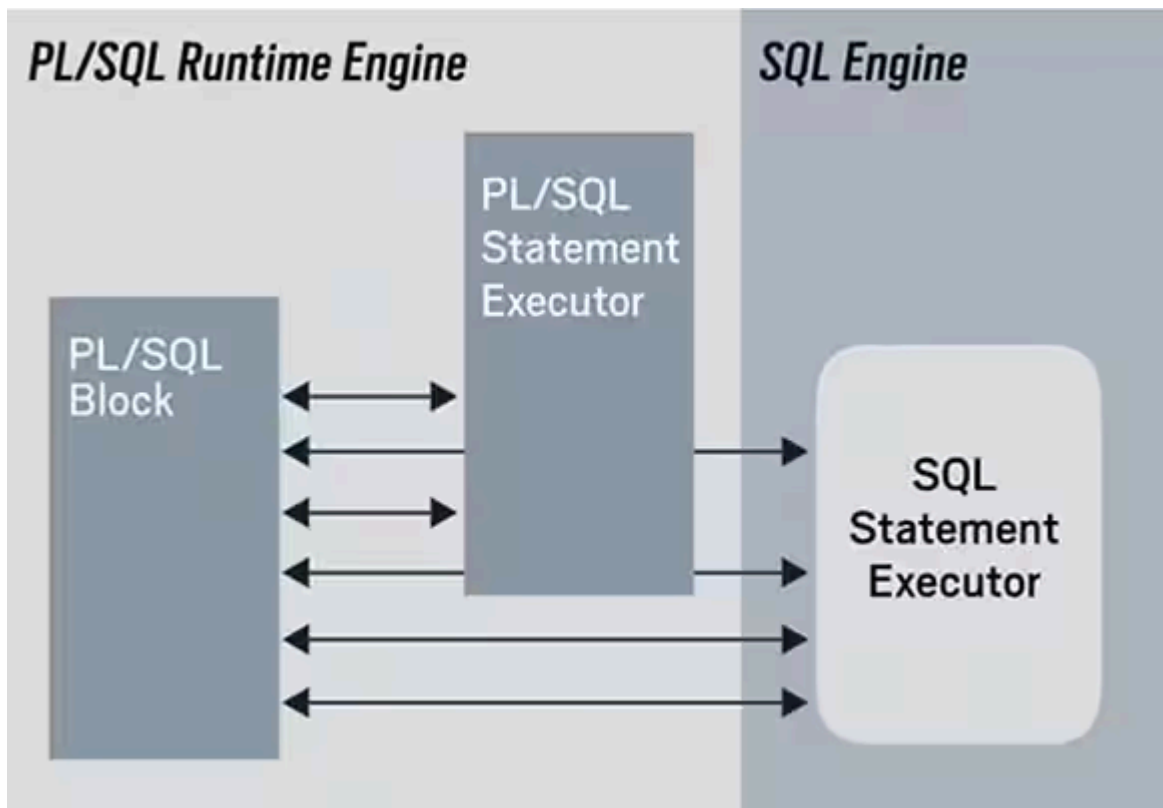 PL/SQL Runtime Engine
SQL Engine
PL/SQL
Statement
Executor
PL/SQL
Block
SQL
Statement
Executor